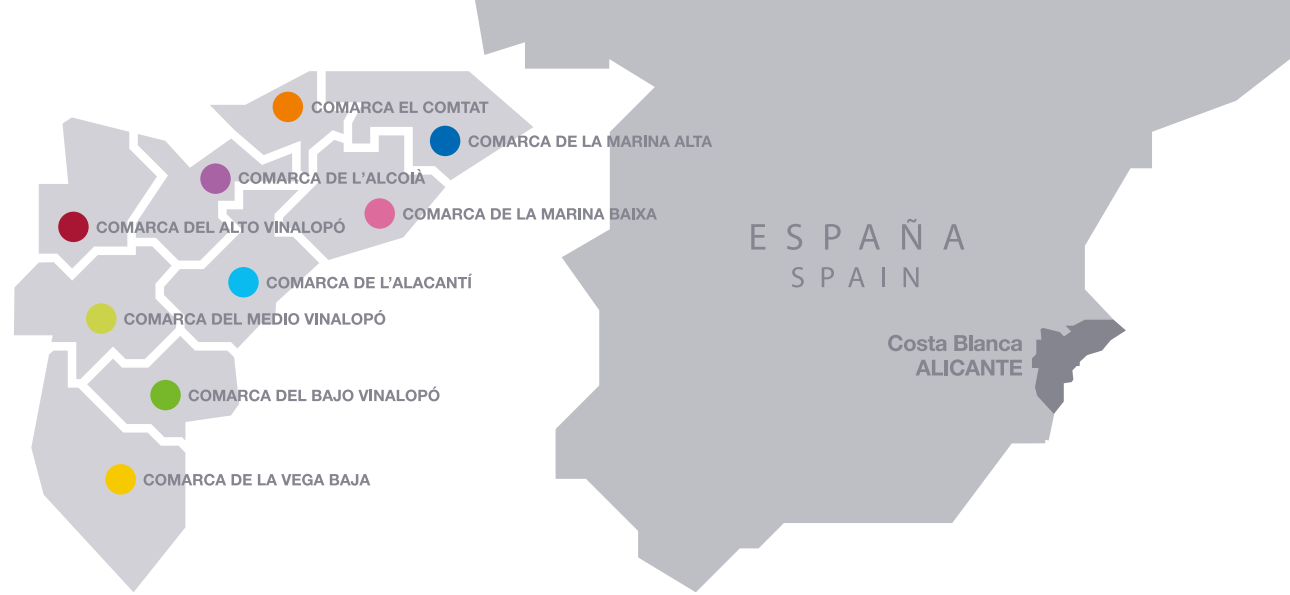 COMARCA EL COMTAT
COMARCA DE LA MARINA ALTA
COMARCA DE L'ALCOIÀ
COMARCA DE LA MARINA BAIXA
COMARCA DEL ALTO VINALOPÓ
COMARCA DE L'ALACANTÍ
COMARCA DEL MEDIO VINALOPÓ
COMARCA DEL BAJO VINALOPÓ
COMARCA DE LA VEGA BAJA
ESPAÑA
SPAIN
Costa Blanca
ALICANTE